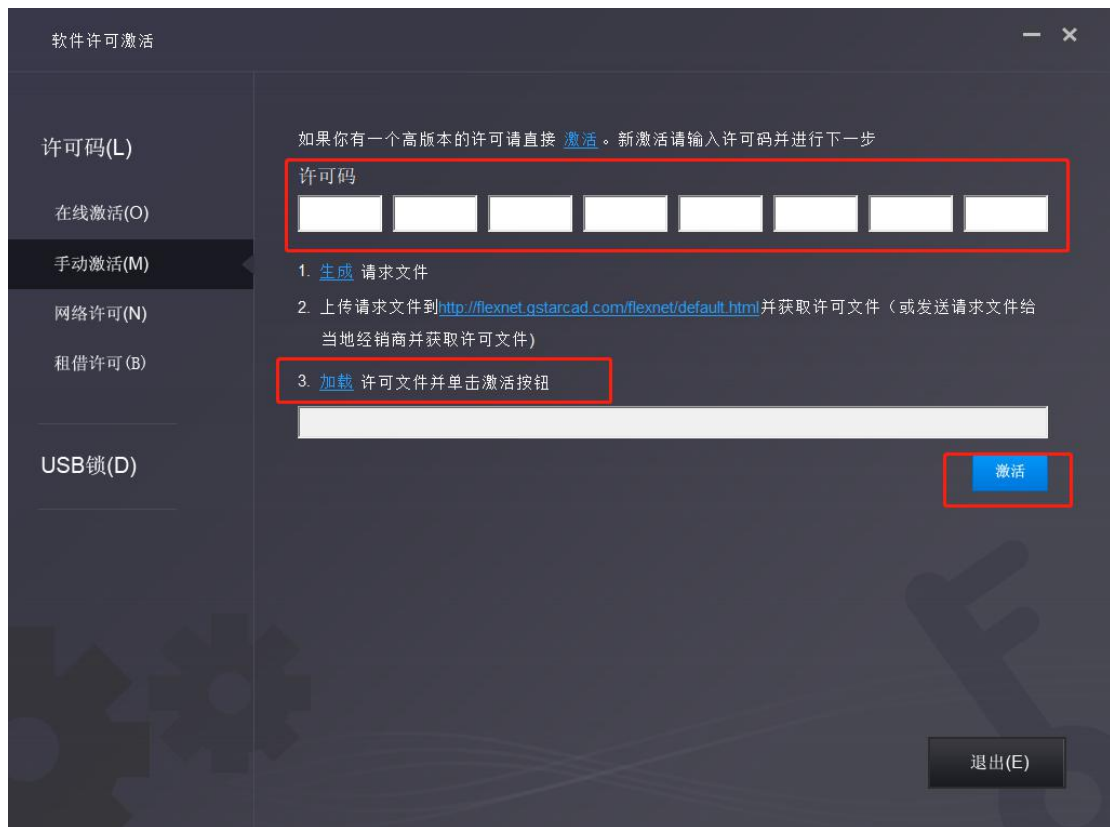 软件许可激活
许可码(L)
在线激活(O)
手动激活(M)
网络许可(N)
租借许可(B)
USB锁(D)
如果你有一个高版本的许可请直接 激活 。新激活请输入许可码并进行下一步
许可码
1. 生成 请求文件
2. 上传请求文件到http://flexnet.gstarcad.com/flexnet/default.html并获取许可文件（或发送请求文件给
当地经销商并获取许可文件)
3. 加载 许可文件并单击激活按钮
激活
退出(E)